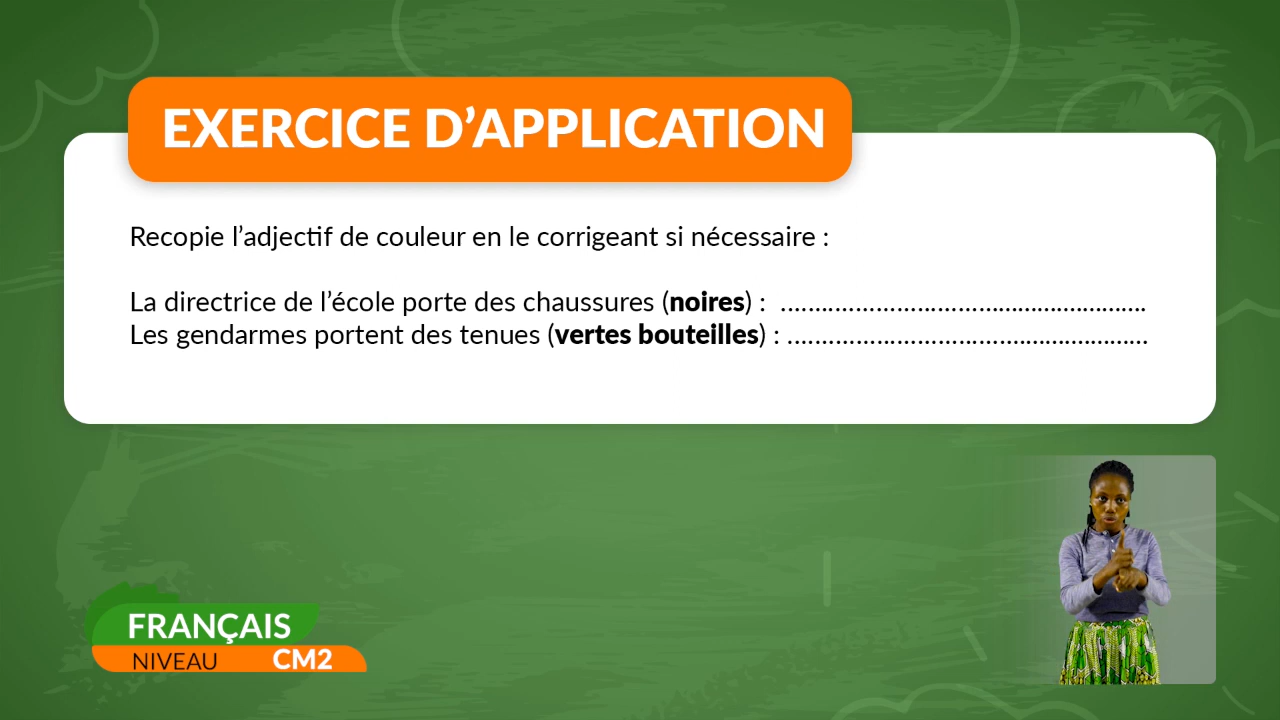 EXERCICE D’APPLICATION
Recopie l’adjectif de couleur en le corrigeant si nécessaire :
La directrice de l’école porte des chaussures (noires) : ………………………………………………
Les gendarmes portent des tenues (vertes bouteilles) : ………………………………………………
FRANÇAIS
NIVEAU CM2